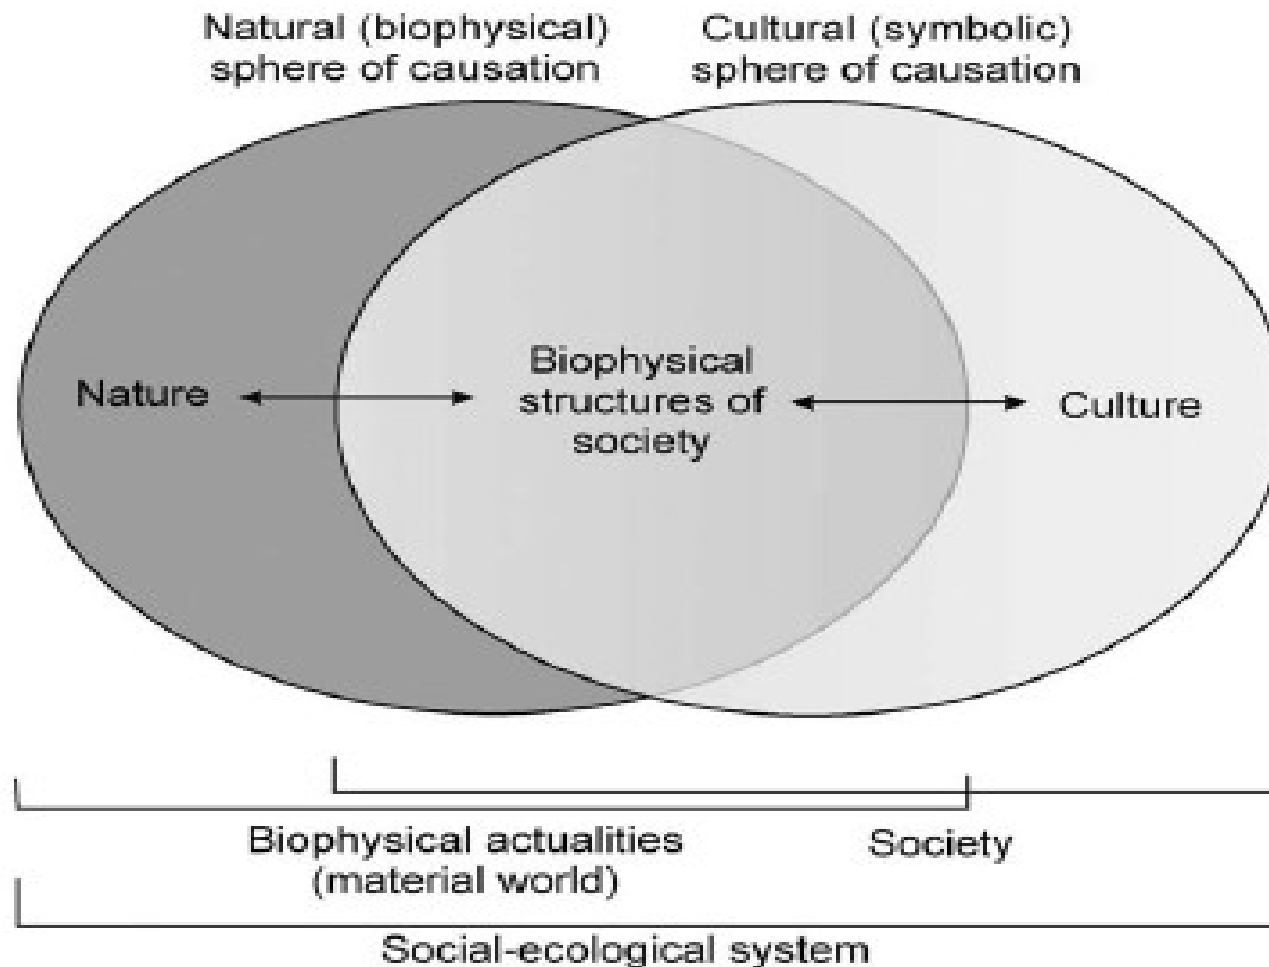 Natural (biophysical)
sphere of causation
Cultural (symbolic)
sphere of causation
Nature
Biophysical
structures of
society
Culture
Biophysical actualities
(material world)
Society
Social-ecological system